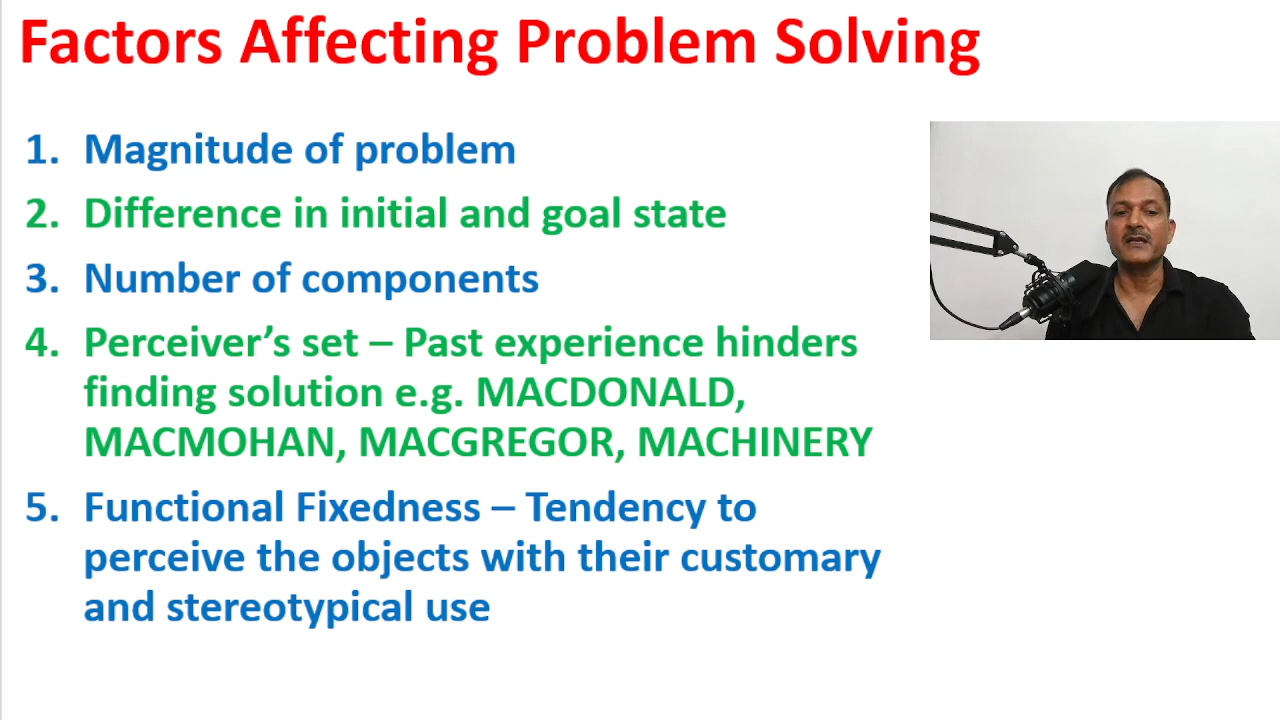 Factors Affecting Problem Solving
1. Magnitude of problem
2. Difference in initial and goal state
3. Number of components
4. Perceiver’s set – Past experience hinders
finding solution e.g. MACDONALD,
MACMOHAN, MACGREGOR, MACHINERY
5. Functional Fixedness – Tendency to
perceive the objects with their customary
and stereotypical use